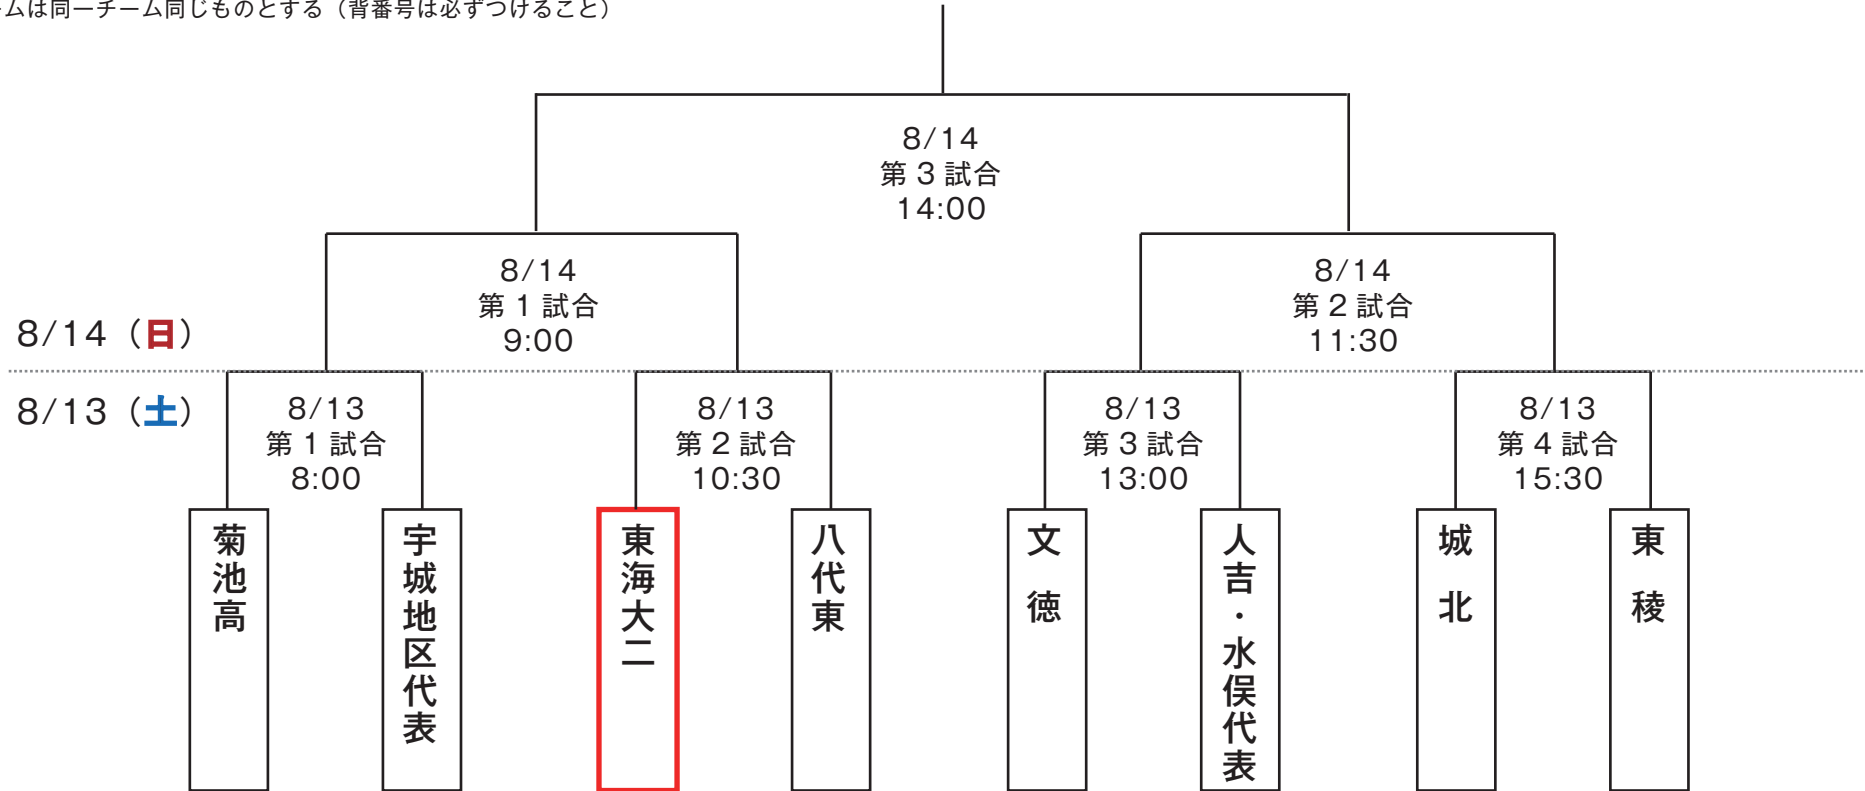 ームは同一チーム同じものとする（背番号は必ずつけること）
8/14
第 3 試合
14:00
8/14
第 1 試合
9:00
8/14
第 2 試合
11:30
8/14（日）
8/13（土）
8/13
第 1 試合
8:00
8/13
第 2 試合
10:30
8/13
第 3 試合
13:00
8/13
第 4 試合
15:30
菊池高
宇城地区代表
東海大二
八代東
文徳
人吉・水俣代表
城北
東稜